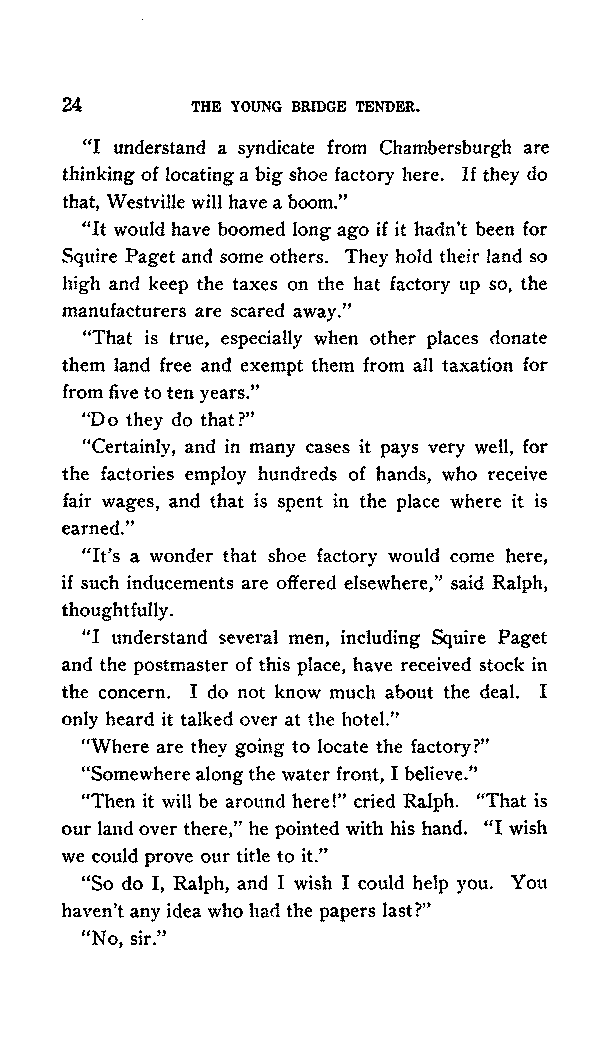 24 THE YOUNG BRIDGE TENDER.
"I understand a syndicate from Chambersburgh are
thinking of locating a big shoe factory here. If they do
that, Westville will have a boom."
"It would have boomed long ago if it hadn't been for
Squire Paget and some others. They hold their land so
high and keep the taxes on the hat factory up so, the
manufacturers are scared away."
"That is true, especially when other places donate
them land free and exempt them from all taxation for
from five to ten years."
"Do they do that?"
"Certainly, and in many cases it pays very well, for
the factories employ hundreds of hands, who receive
fair wages, and that is spent in the place where it is
earned."
"It's a wonder that shoe factory would come here,
if such inducements are offered elsewhere," said Ralph,
thoughtfully.
"I understand several men, including Squire Paget
and the postmaster of this place, have received stock in
the concern. I do not know much about the deal. I
only heard it talked over at the hotel."
"Where are they going to locate the factory?"
"Somewhere along the water front, I believe."
"Then it will be around here!" cried Ralph. "That is
our land over there," he pointed with his hand. "I wish
we could prove our title to it."
"So do I, Ralph, and I wish I could help you. You
haven't any idea who had the papers last?"
"No, sir."